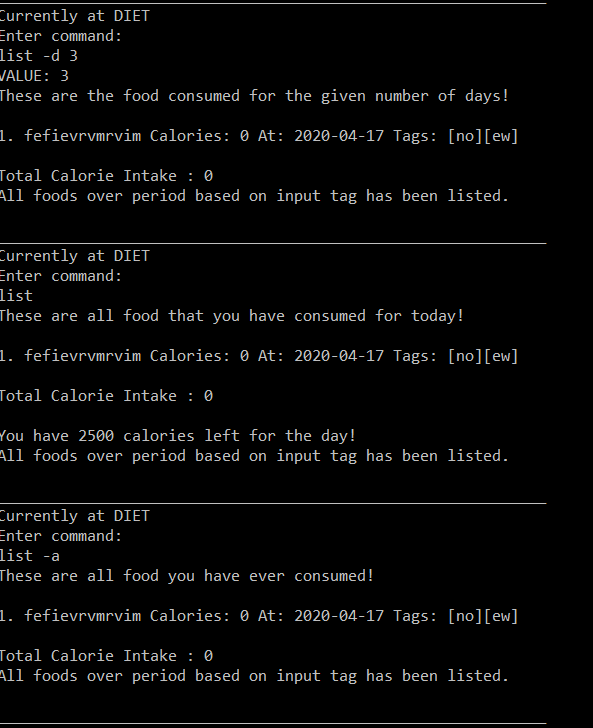 Currently at DIET
Enter command:
list -d 3
VALUE: 3
These are the food consumed for the given number of days!
1. fefievrvmrvim Calories: 0 At: 2020-04-17 Tags: [no][ew]
Total Calorie Intake : 0
All foods over period based on input tag has been listed.
Currently at DIET
Enter command:
list
These are all food that you have consumed for today!
1. fefievrvmrvim Calories: 0 At: 2020-04-17 Tags: [no][ew]
Total Calorie Intake : 0
You have 2500 calories left for the day!
All foods over period based on input tag has been listed.
Currently at DIET
Enter command:
list -a
These are all food you have ever consumed!
1. fefievrvmrvim Calories: 0 At: 2020-04-17 Tags: [no][ew]
Total Calorie Intake : 0
All foods over period based on input tag has been listed.